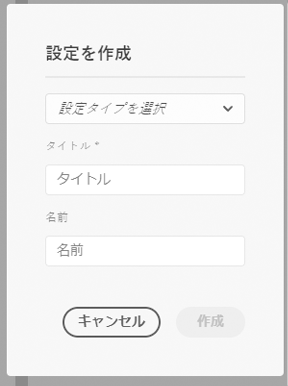 設定を作成
設定タイプを選択
タイトル *
タイトル
名前
名前
キャンセル
作成